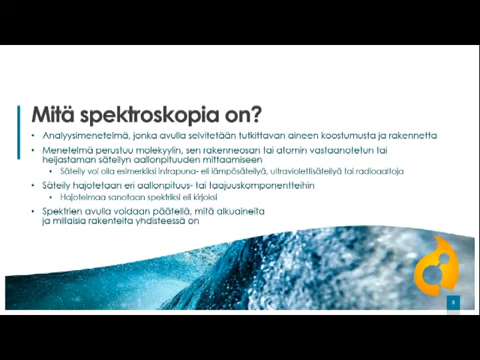 Mitä spektroskopia on?
• Analyysimenetelmä, jonka avulla selvitetään tutkittavan aineen koostumusta ja rakennetta
• Menetelmä perustuu molekyylin, sen rakenneosan tai atomin vastaanotetun tai
heijastaman säteilyn aallonpituuden mittaamiseen
• Säteily voi olla esimerkiksi infrapuna- eli lämpösäteilyä, ultraviolettisäteilyä tai radioaaltoja
• Säteily hajotetaan eri aallonpituus- tai taajuuskomponentteihin
• Hajotelmaa sanotaan spektriksi eli kirjoksi
• Spektrien avulla voidaan päätellä, mitä alkuaineita
ja millaisia rakenteita yhdisteessä on